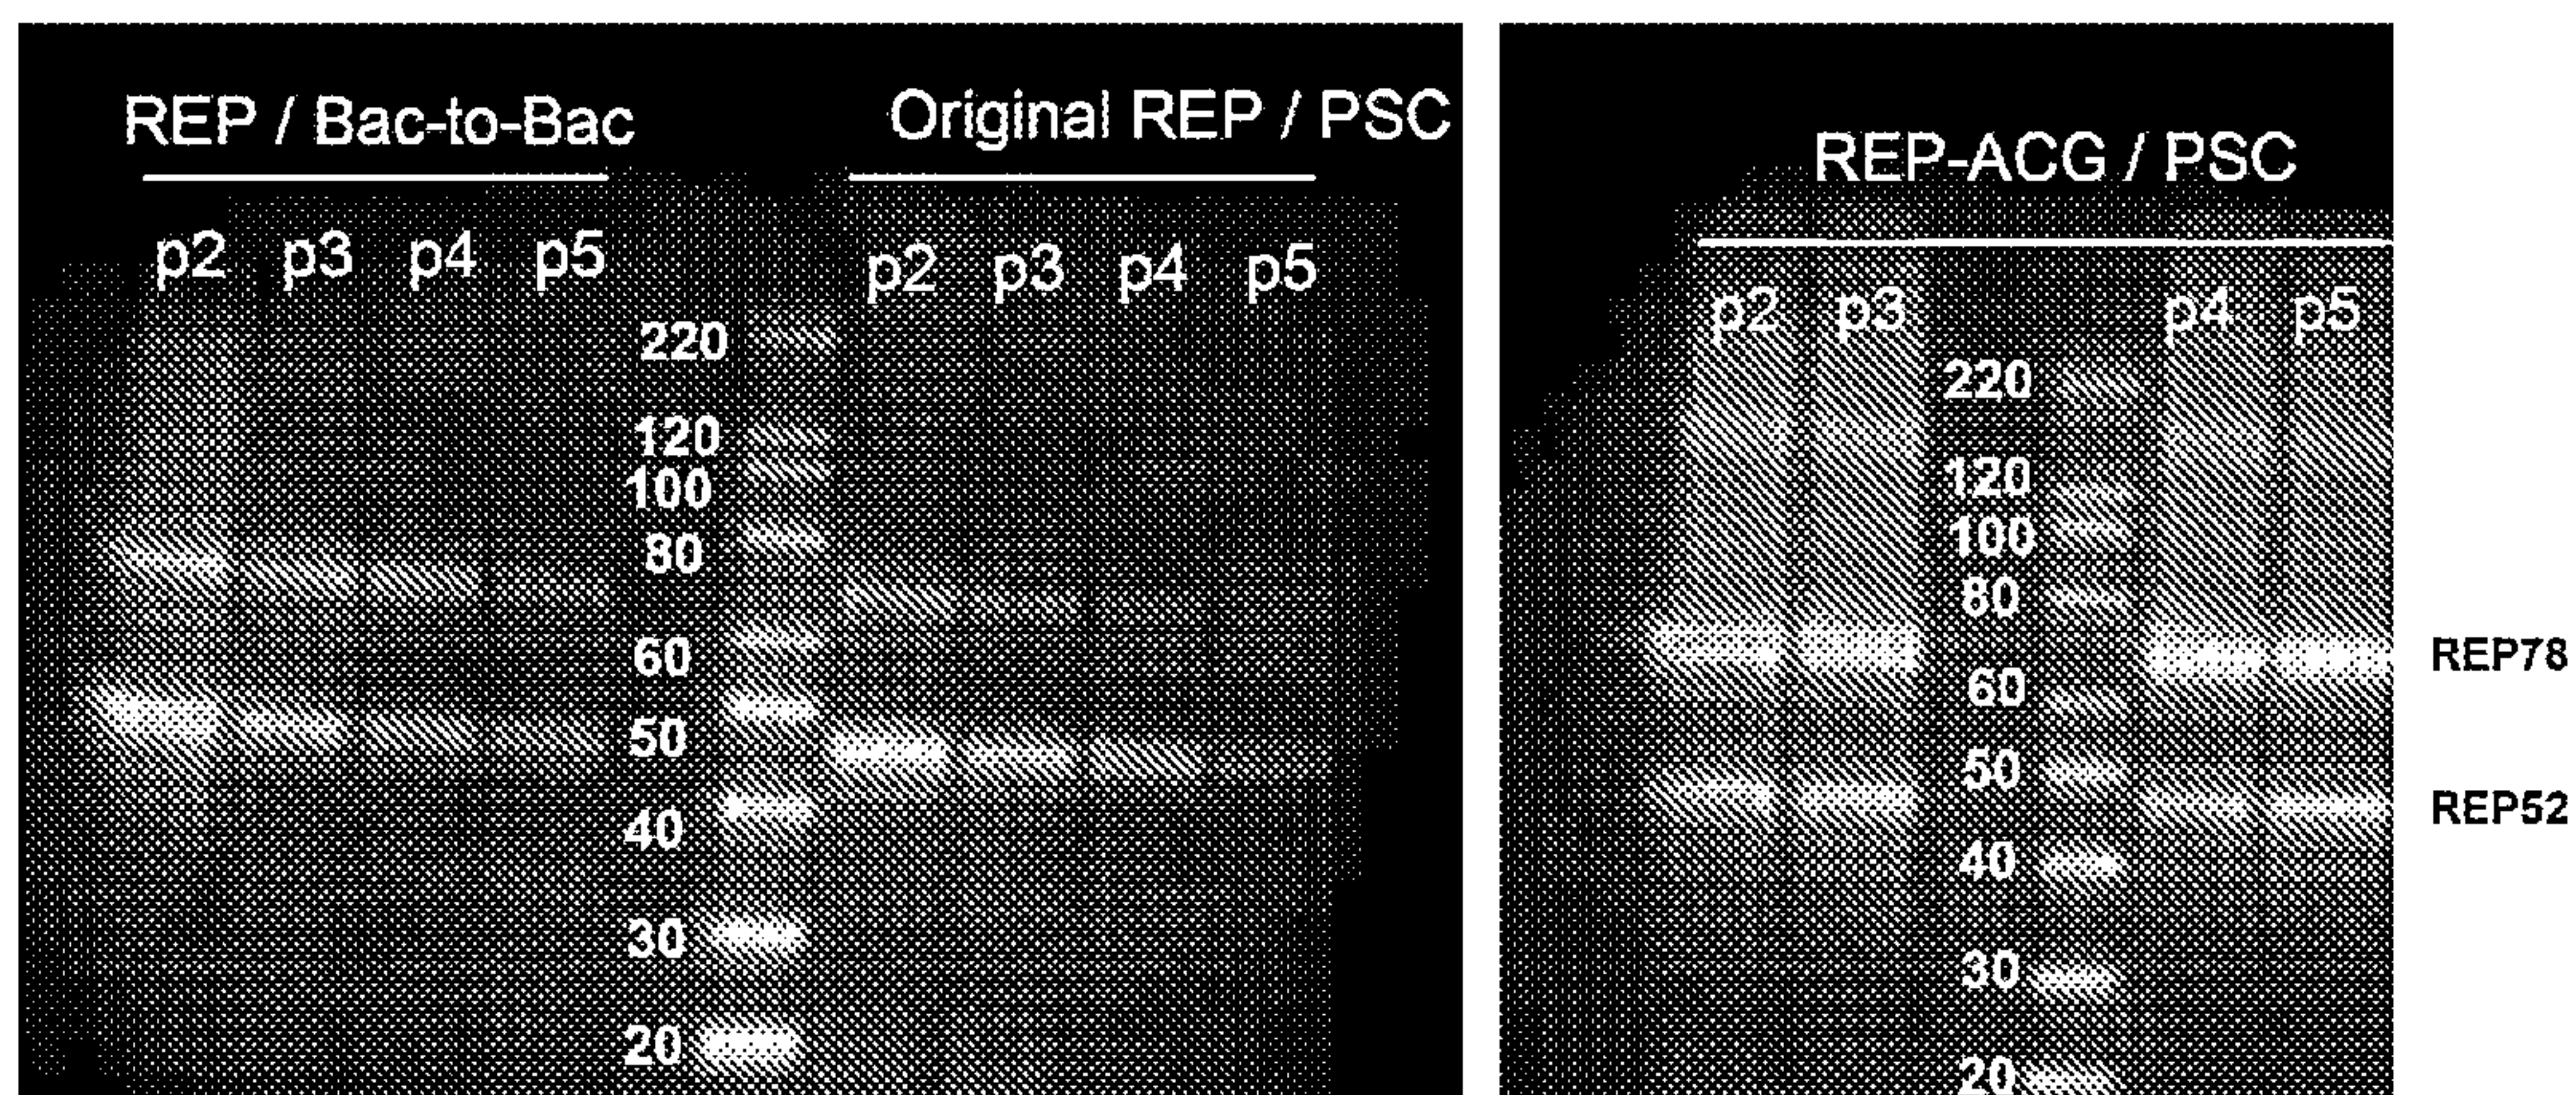 REP / Bac-to-Bac
Original REP / PSC
p2 p3 p4 p5
p2 p3 p4 p5
220
120
100
80
60
50
40
30
20
REP-ACG / PSC
p2 p3 p4 p5
220
120
100
80
60
50
40
30
20
REP78
REP52